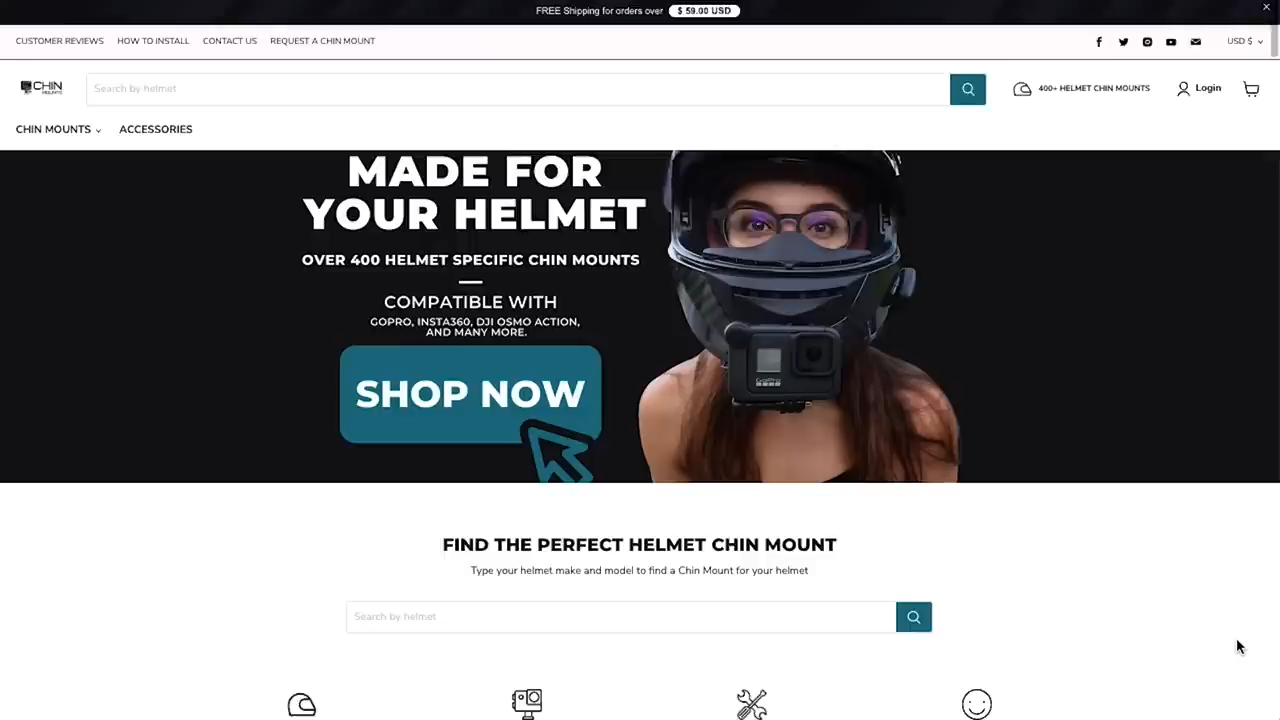 FREE Shipping for orders over $ 59.00 USD
CUSTOMER REVIEWS HOW TO INSTALL CONTACT US REQUEST A CHIN MOUNT USD $
CHIN
Search by helmet
400+ HELMET CHIN MOUNTS Login
CHIN MOUNTS ACCESSORIES
MADE FOR
YOUR HELMET
OVER 400 HELMET SPECIFIC CHIN MOUNTS
COMPATIBLE WITH
GOPRO, INSTA360, DJI OSMO ACTION,
AND MANY MORE.
SHOP NOW
GoPro
FIND THE PERFECT HELMET CHIN MOUNT
Type your helmet make and model to find a Chin Mount for your helmet
Search by helmet